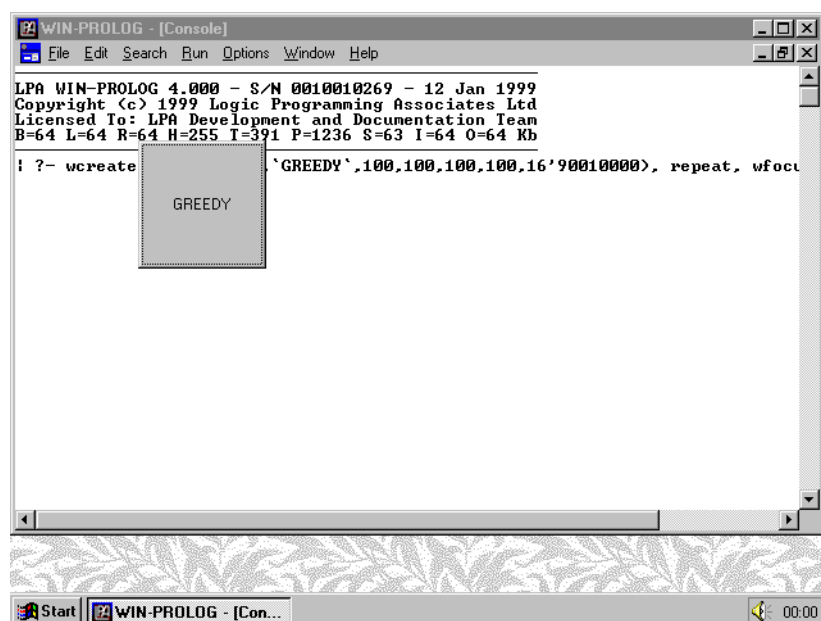 WIN-PROLOG - [Console]
File Edit Search Run Options Window Help
LPA WIN-PROLOG 4.000 - S/N 0010010269 - 12 Jan 1999
Copyright (c) 1999 Logic Programming Associates Ltd
Licensed To: LPA Development and Documentation Team
B=64 L=64 R=64 H=255 T=391 P=1236 S=63 I=64 O=64 Kb
| ?- wcreate ,`GREEDY`,100,100,100,100,16'90010000), repeat, wfocu
GREEDY
Start WIN-PROLOG - [Con... 00:00